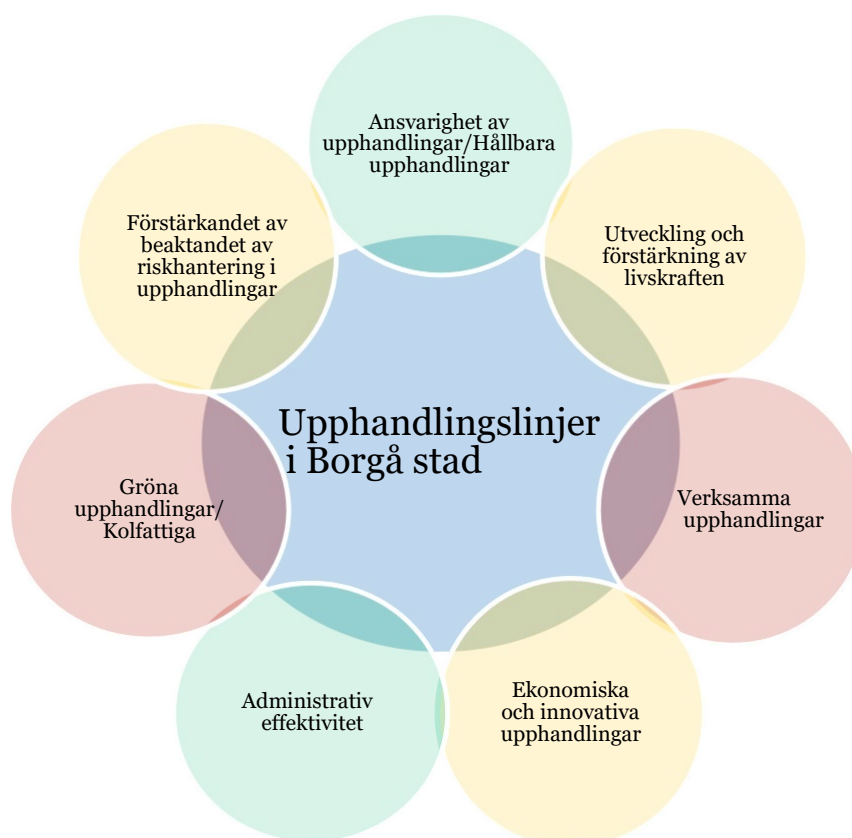 Ansvarighet av
upphandlingar/Hållbara
upphandlingar
Utveckling och
förstärkning av
livskraften
Verksamma
upphandlingar
Ekonomiska
och innovativa
upphandlingar
Administrativ
effektivitet
Gröna
upphandlingar/
Kolfattiga
Förstärkandet av
beaktandet av
riskhantering i
upphandlingar
Upphandlingslinjer
i Borgå stad